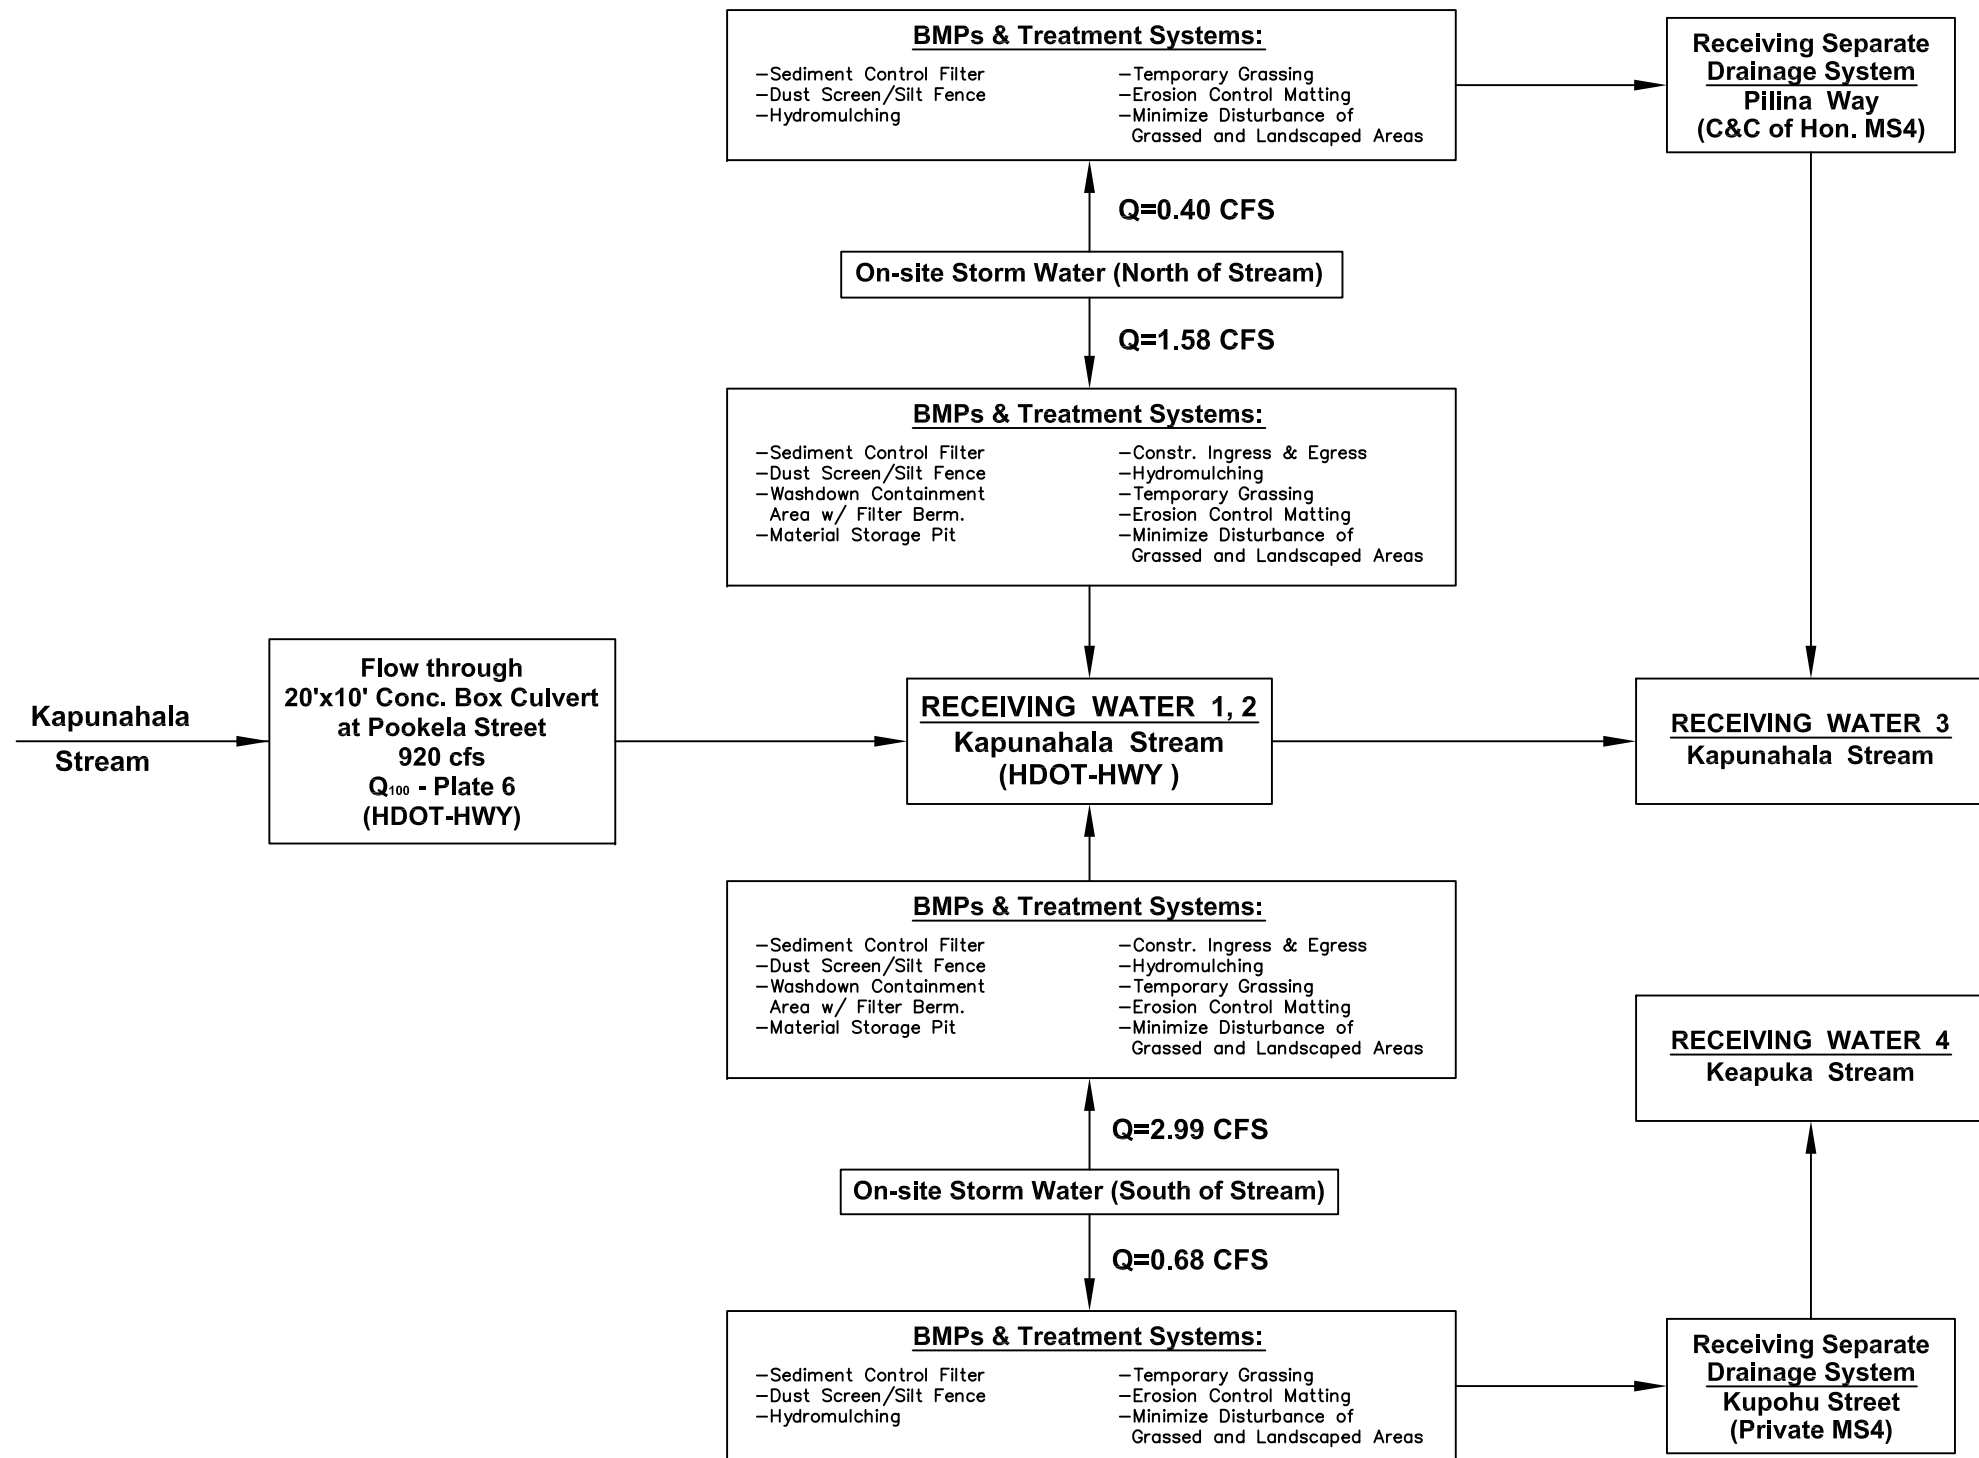 BMPs & Treatment Systems:
-Sediment Control Filter
-Dust Screen/Silt Fence
-Hydromulching
-Temporary Grassing
-Erosion Control Matting
-Minimize Disturbance of
Grassed and Landscaped Areas
Receiving Separate
Drainage System
Pilina Way
(C&C of Hon. MS4)
Q=0.40 CFS
On-site Storm Water (North of Stream)
Q=1.58 CFS
BMPs & Treatment Systems:
-Sediment Control Filter
-Dust Screen/Silt Fence
-Washdown Containment
Area w/ Filter Berm.
-Material Storage Pit
-Constr. Ingress & Egress
-Hydromulching
-Temporary Grassing
-Erosion Control Matting
-Minimize Disturbance of
Grassed and Landscaped Areas
Kapunahala
Stream
Flow through
20'x10' Conc. Box Culvert
at Pookela Street
920 cfs
Q₁₀₀ - Plate 6
(HDOT-HWY)
RECEIVING WATER 1, 2
Kapunahala Stream
(HDOT-HWY )
RECEIVING WATER 3
Kapunahala Stream
BMPs & Treatment Systems:
-Sediment Control Filter
-Dust Screen/Silt Fence
-Washdown Containment
Area w/ Filter Berm.
-Material Storage Pit
-Constr. Ingress & Egress
-Hydromulching
-Temporary Grassing
-Erosion Control Matting
-Minimize Disturbance of
Grassed and Landscaped Areas
RECEIVING WATER 4
Keapuka Stream
Q=2.99 CFS
On-site Storm Water (South of Stream)
Q=0.68 CFS
BMPs & Treatment Systems:
-Sediment Control Filter
-Dust Screen/Silt Fence
-Hydromulching
-Temporary Grassing
-Erosion Control Matting
-Minimize Disturbance of
Grassed and Landscaped Areas
Receiving Separate
Drainage System
Kupohu Street
(Private MS4)